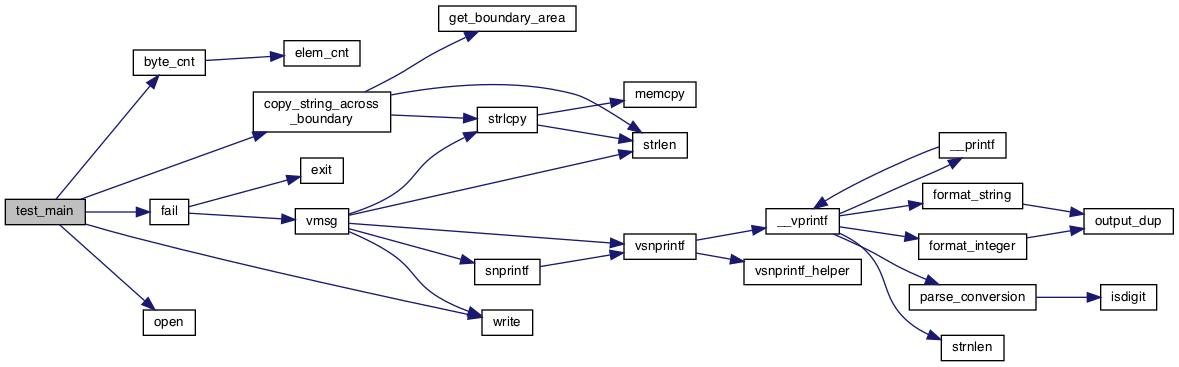 get_boundary_area
byte_cnt
elem_cnt
copy_string_across
_boundary
memcpy
strlcpy
strlen
__printf
exit
format_string
test_main
fail
vmsg
__vprintf
output_dup
vsnprintf
format_integer
snprintf
vsnprintf_helper
parse_conversion
isdigit
open
write
strnlen